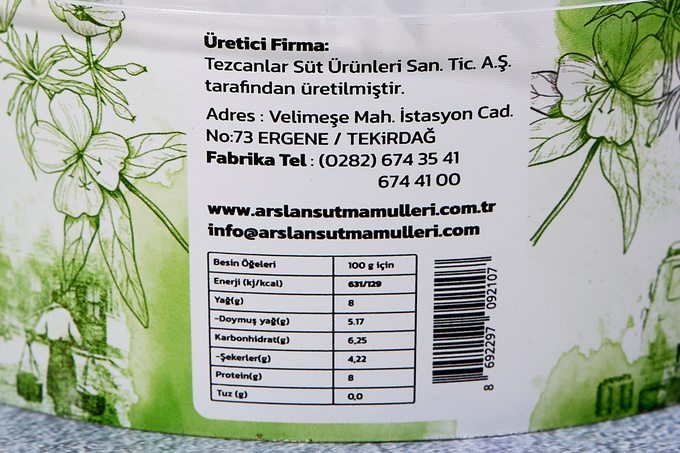 Üretici Firma:
Tezcanlar Süt Ürünleri San. Tic. A.Ş.
tarafından üretilmiştir.
Adres : Velimeşe Mah. İstasyon Cad.
No:73 ERGENE / TEKİRDAĞ
Fabrika Tel : (0282) 674 35 41
674 41 00
www.arslansutmamulleri.com.tr
info@arslansutmamulleri.com
Besin Öğeleri 100 g için
Enerji (kj/kcal) 631/129
Yağ(g) 8
-Doymuş yağ(g) 5.17
Karbonhidrat(g) 6,25
-Şekerler(g) 4,22
Protein(g) 8
Tuz (g) 0,0
8 692297 092107